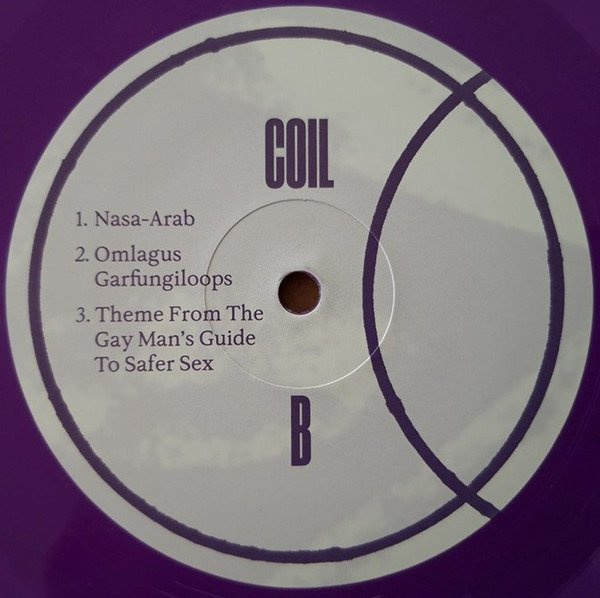 COIL
1. Nasa-Arab
2. Omlagus
Garfungiloops
3. Theme From The
Gay Man's Guide
To Safer Sex
B